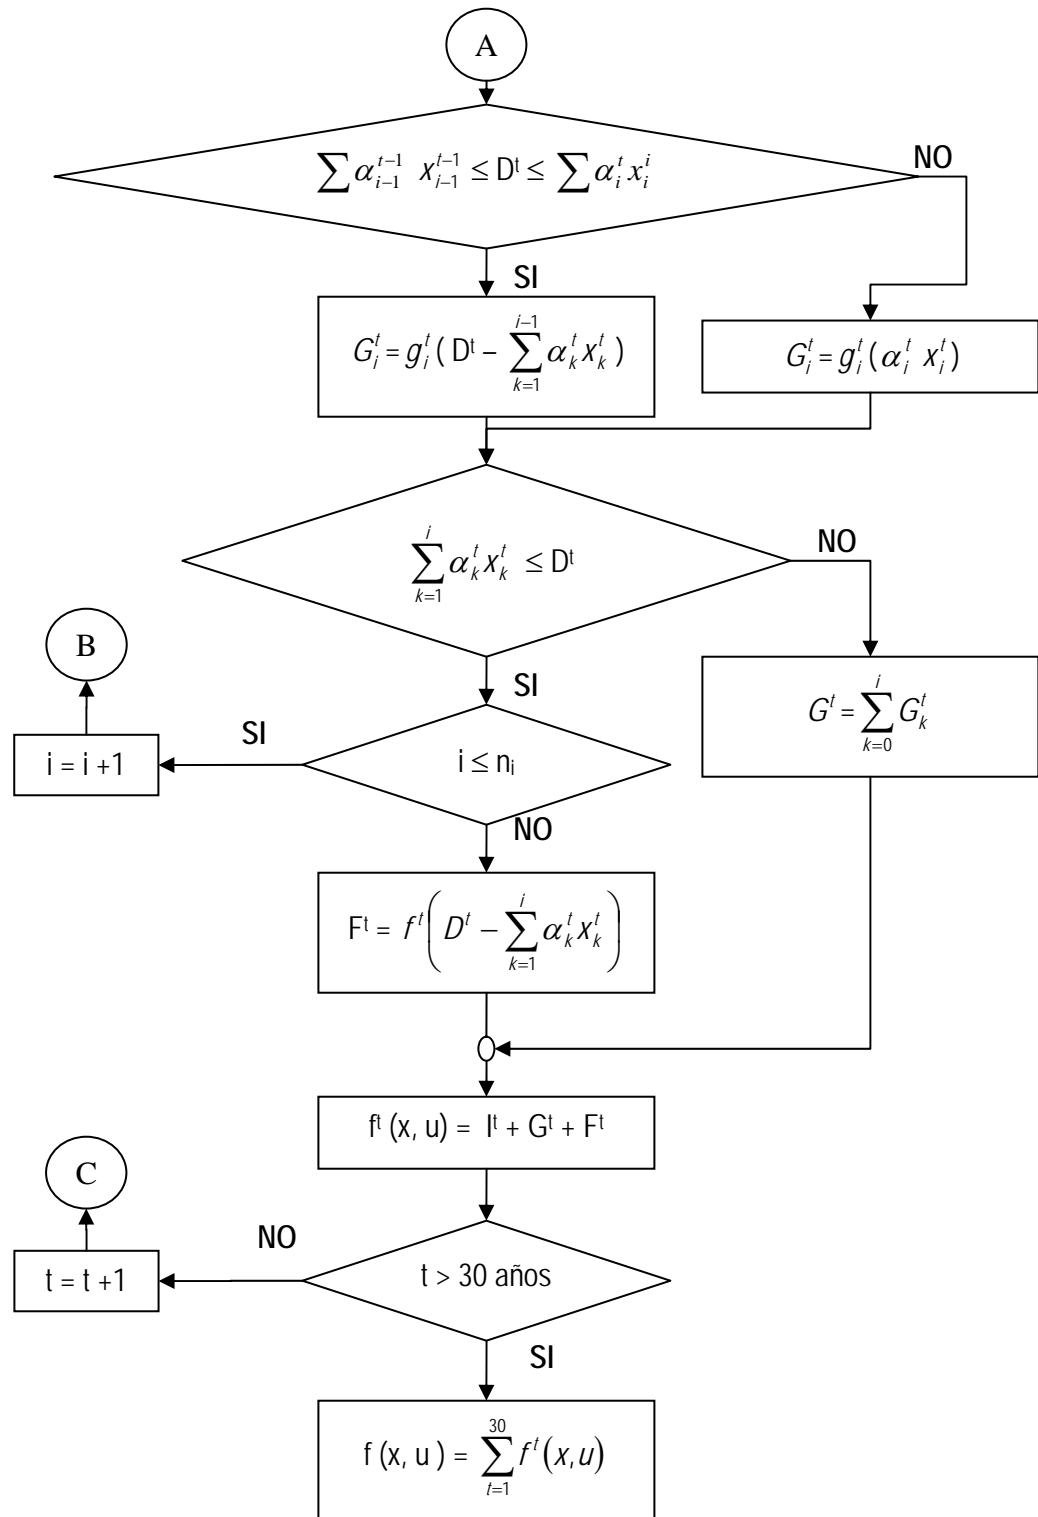 A
∑ α_{i-1}^{t-1} x_{i-1}^{t-1} ≤ D^t ≤ ∑ α_i^t x_i^i
NO
SI
G_i^t = g_i^t ( D^t − ∑_{k=1}^{i−1} α_k^t x_k^t )
G_i^t = g_i^t ( α_i^t x_i^t )
∑_{k=1}^{i} α_k^t x_k^t ≤ D^t
NO
B
SI
G^t = ∑_{k=0}^{i} G_k^t
SI
i = i +1
i ≤ n_i
NO
F^t = f^t ( D^t − ∑_{k=1}^{i} α_k^t x_k^t )
f^t (x, u) = I^t + G^t + F^t
C
NO
t = t +1
t > 30 años
SI
f (x, u ) = ∑_{t=1}^{30} f^t (x,u)